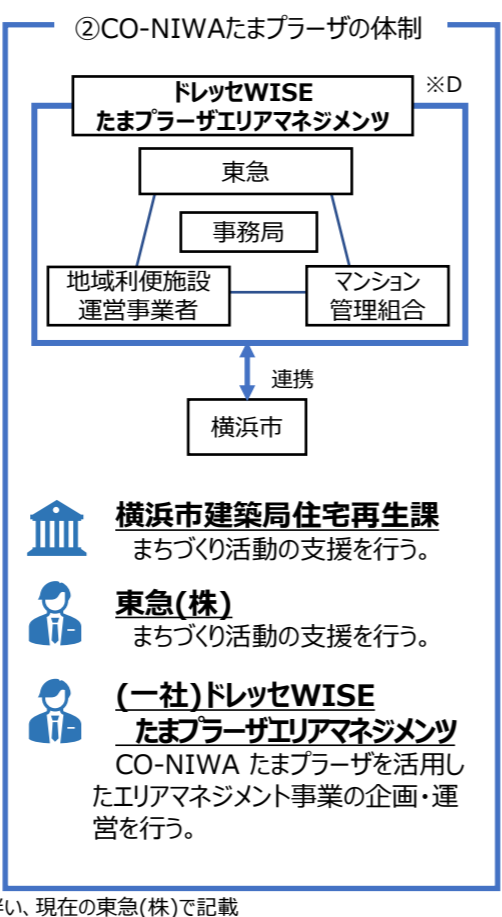 ②CO-NIWAたまプラーザの体制
ドレッセWISE
たまプラーザエリアマネジメンツ
※D
東急
事務局
地域利便施設
運営事業者
マンション
管理組合
連携
横浜市
横浜市建築局住宅再生課
まちづくり活動の支援を行う。
東急(株)
まちづくり活動の支援を行う。
(一社)ドレッセWISE
たまプラーザエリアマネジメンツ
CO-NIWA たまプラーザを活用し
たエリアマネジメント事業の企画・運
営を行う。
い、現在の東急(株)で記載